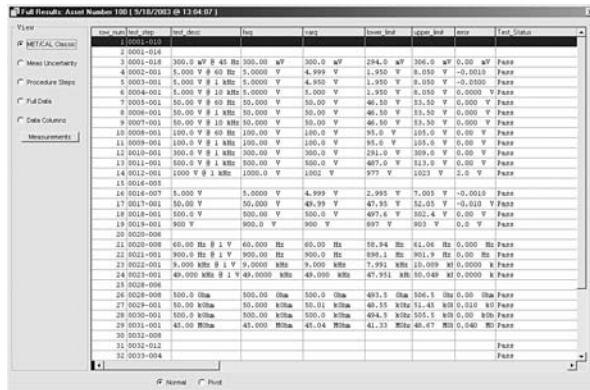 Full Results: Asset Number 100 ( 9/18/2003 @ 13:04:07 )
View
MET/CAL Classic
Meas Uncertainty
Procedure Steps
Full Data
Data Columns
Measurements
row_num test_step test_desc varq lower_limit upper_limit error Test_Status
1 0001-010
2 0001-016
3 0001-018 300.0 mV @ 45 Hz 300.00 mV 300.0 mV 294.0 mV 306.0 mV 0.00 mV Pass
4 0002-001 5.000 V @ 60 Hz 5.0000 V 4.999 V 1.950 V 8.050 V -0.0010 Pass
5 0003-001 5.000 V @ 1 kHz 5.0000 V 4.950 V 1.950 V 8.050 V -0.0500 Pass
6 0004-001 5.000 V @ 10 kHz 5.0000 V 5.000 V 1.950 V 8.050 V 0.0000 V Pass
7 0005-001 50.00 V @ 60 Hz 50.000 V 50.00 V 46.50 V 53.50 V 0.000 V Pass
8 0006-001 50.00 V @ 1 kHz 50.000 V 50.00 V 46.50 V 53.50 V 0.000 V Pass
9 0007-001 50.00 V @ 10 kHz 50.000 V 50.00 V 46.50 V 53.50 V 0.000 V Pass
10 0008-001 100.0 V @ 60 Hz 100.00 V 100.0 V 95.0 V 105.0 V 0.00 V Pass
11 0009-001 100.0 V @ 1 kHz 100.00 V 100.0 V 95.0 V 105.0 V 0.00 V Pass
12 0010-001 300.0 V @ 1 kHz 300.00 V 300.0 V 291.0 V 309.0 V 0.00 V Pass
13 0011-001 500.0 V @ 1 kHz 500.00 V 500.0 V 487.0 V 513.0 V 0.00 V Pass
14 0012-001 1000 V @ 1 kHz 1000.0 V 1002 V 977 V 1023 V 2.0 V Pass
15 0016-005
16 0016-007 5.000 V 5.0000 V 4.999 V 2.995 V 7.005 V -0.0010 Pass
17 0017-001 50.00 V 50.000 V 49.99 V 47.95 V 52.05 V -0.010 V Pass
18 0018-001 500.0 V 500.00 V 500.0 V 497.6 V 502.4 V 0.00 V Pass
19 0019-001 900 V 900.0 V 900 V 897 V 903 V 0.0 V Pass
20 0020-006
21 0020-008 60.00 Hz @ 1 V 60.000 Hz 60.00 Hz 58.94 Hz 61.06 Hz 0.000 Hz Pass
22 0021-001 900.0 Hz @ 1 V 900.00 Hz 900.0 Hz 898.1 Hz 901.9 Hz 0.00 Hz Pass
23 0022-001 9.000 kHz @ 1 V 9.0000 kHz 9.000 kHz 7.991 kHz 10.009 0.0000 k Pass
24 0023-001 49.000 kHz @ 1 V 49.0000 kHz 49.000 kHz 47.951 kH 50.049 0.0000 k Pass
25 0028-006
26 0028-008 500.0 Ohm 500.00 Ohm 500.0 Ohm 493.5 Ohm 506.5 Ohm 0.00 Ohm Pass
27 0029-001 50.00 kOhm 50.000 kOhm 50.01 kOhm 48.55 kOhm 51.45 kOh 0.010 kO Pass
28 0030-001 500.0 kOhm 500.00 kOhm 500.0 kOhm 494.5 kOhm 505.5 kOh 0.00 kOh Pass
29 0031-001 45.00 MOhm 45.000 MOhm 45.04 MOhm 41.33 MOhm 48.67 MO 0.040 MO Pass
30 0032-006
31 0032-012 Pass
32 0033-004 Pass
Normal Pivot